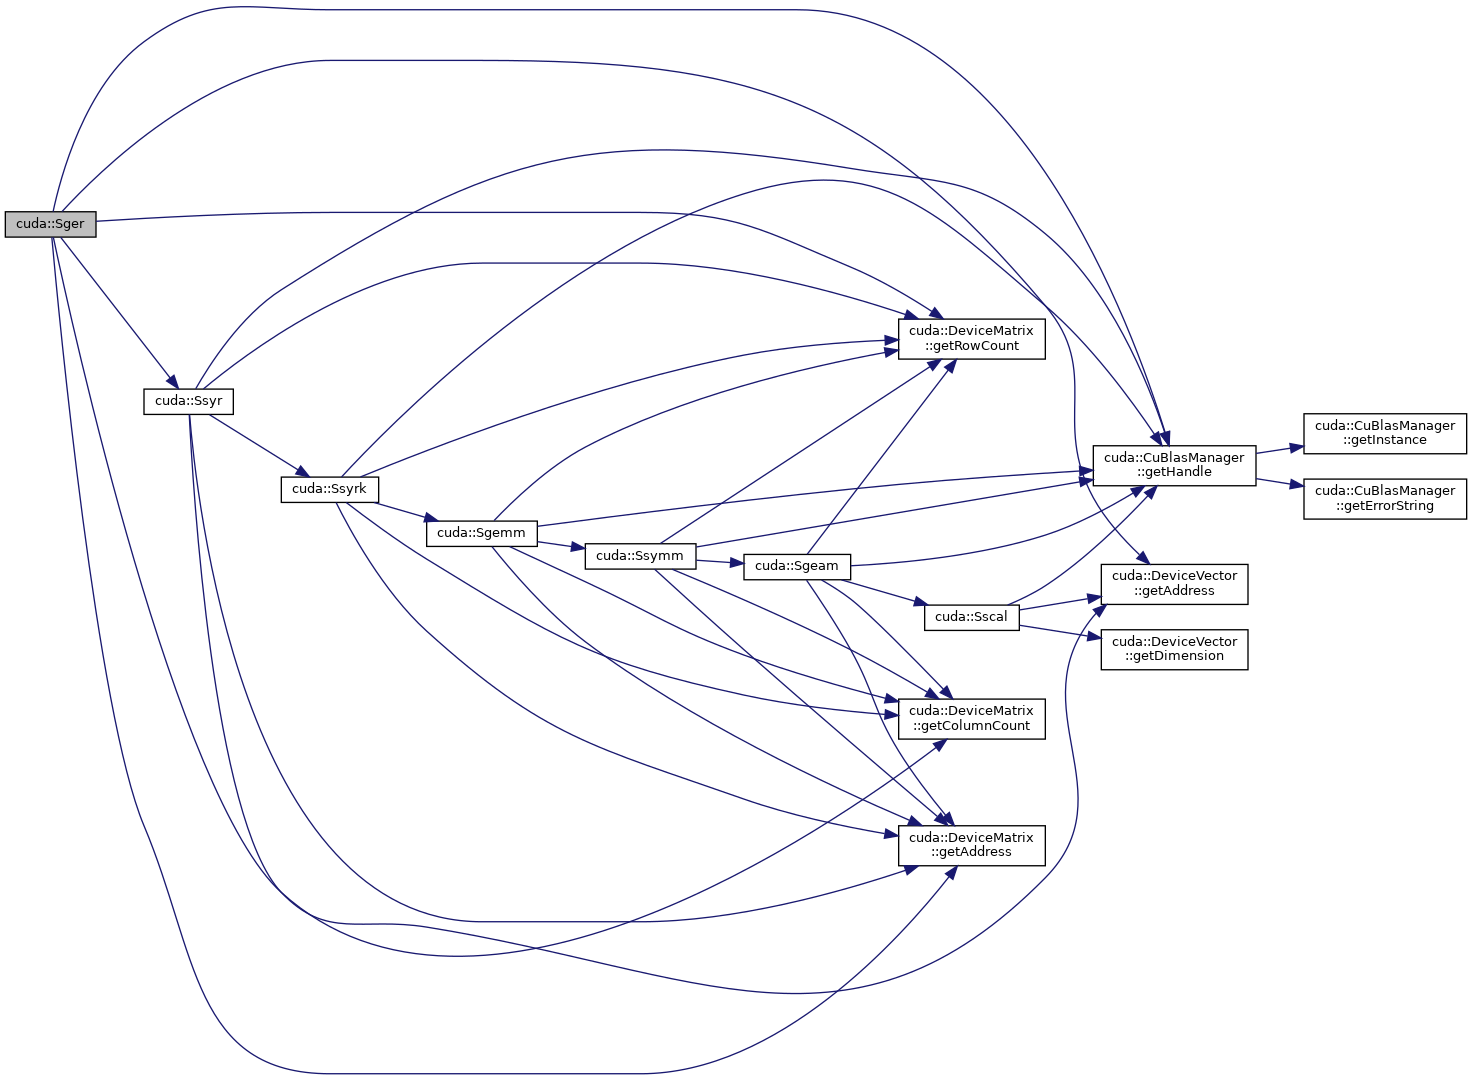 cuda::Sger
cuda::Ssyr
cuda::Ssyrk
cuda::Sgemm
cuda::Ssymm
cuda::Sgeam
cuda::Sscal
cuda::DeviceMatrix
::getRowCount
cuda::CuBlasManager
::getHandle
cuda::CuBlasManager
::getInstance
cuda::CuBlasManager
::getErrorString
cuda::DeviceVector
::getAddress
cuda::DeviceVector
::getDimension
cuda::DeviceMatrix
::getColumnCount
cuda::DeviceMatrix
::getAddress